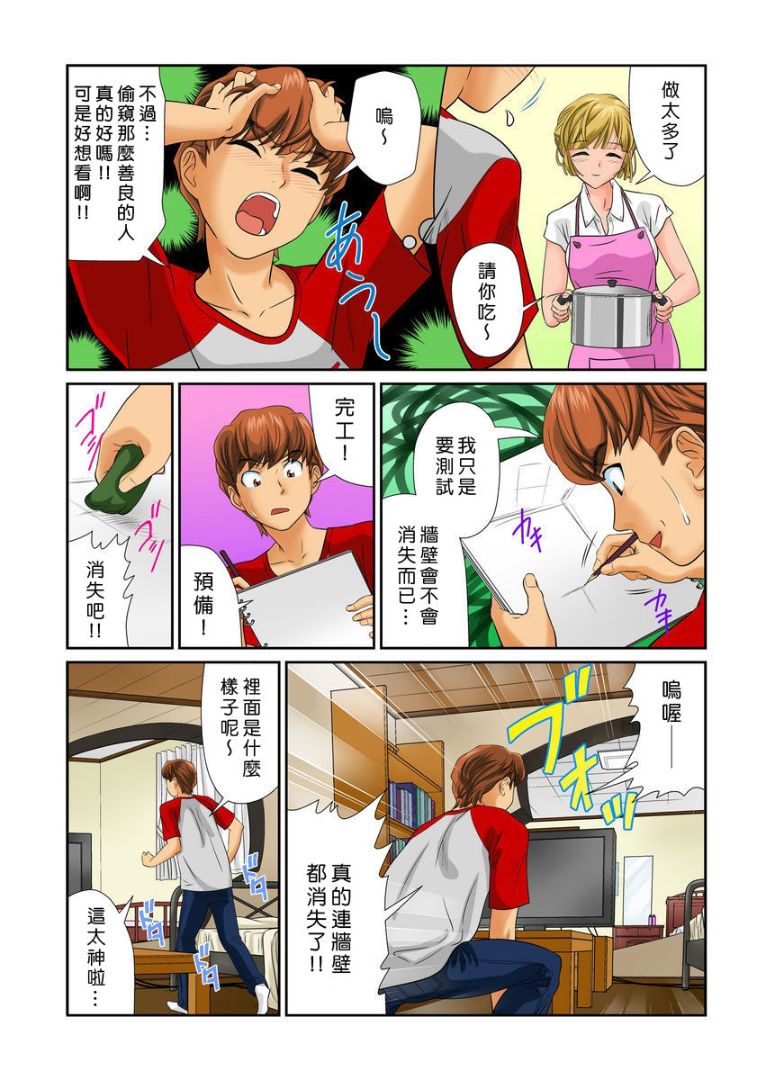 做太多了
請你吃～
嗚～
不過…
偷窺那麼善良的人
真的好嗎!!
可是好想看啊!!
あうーし
我只是
要測試
牆壁會不會
消失而已…
カキ
カキ
完工！
預備！
ゴシ
ゴシ
消失吧!!
嗚喔——
ブォッ
真的連牆壁
都消失了!!
裡面是什麼
樣子呢～
這太神啦…
ドタ
ドタ